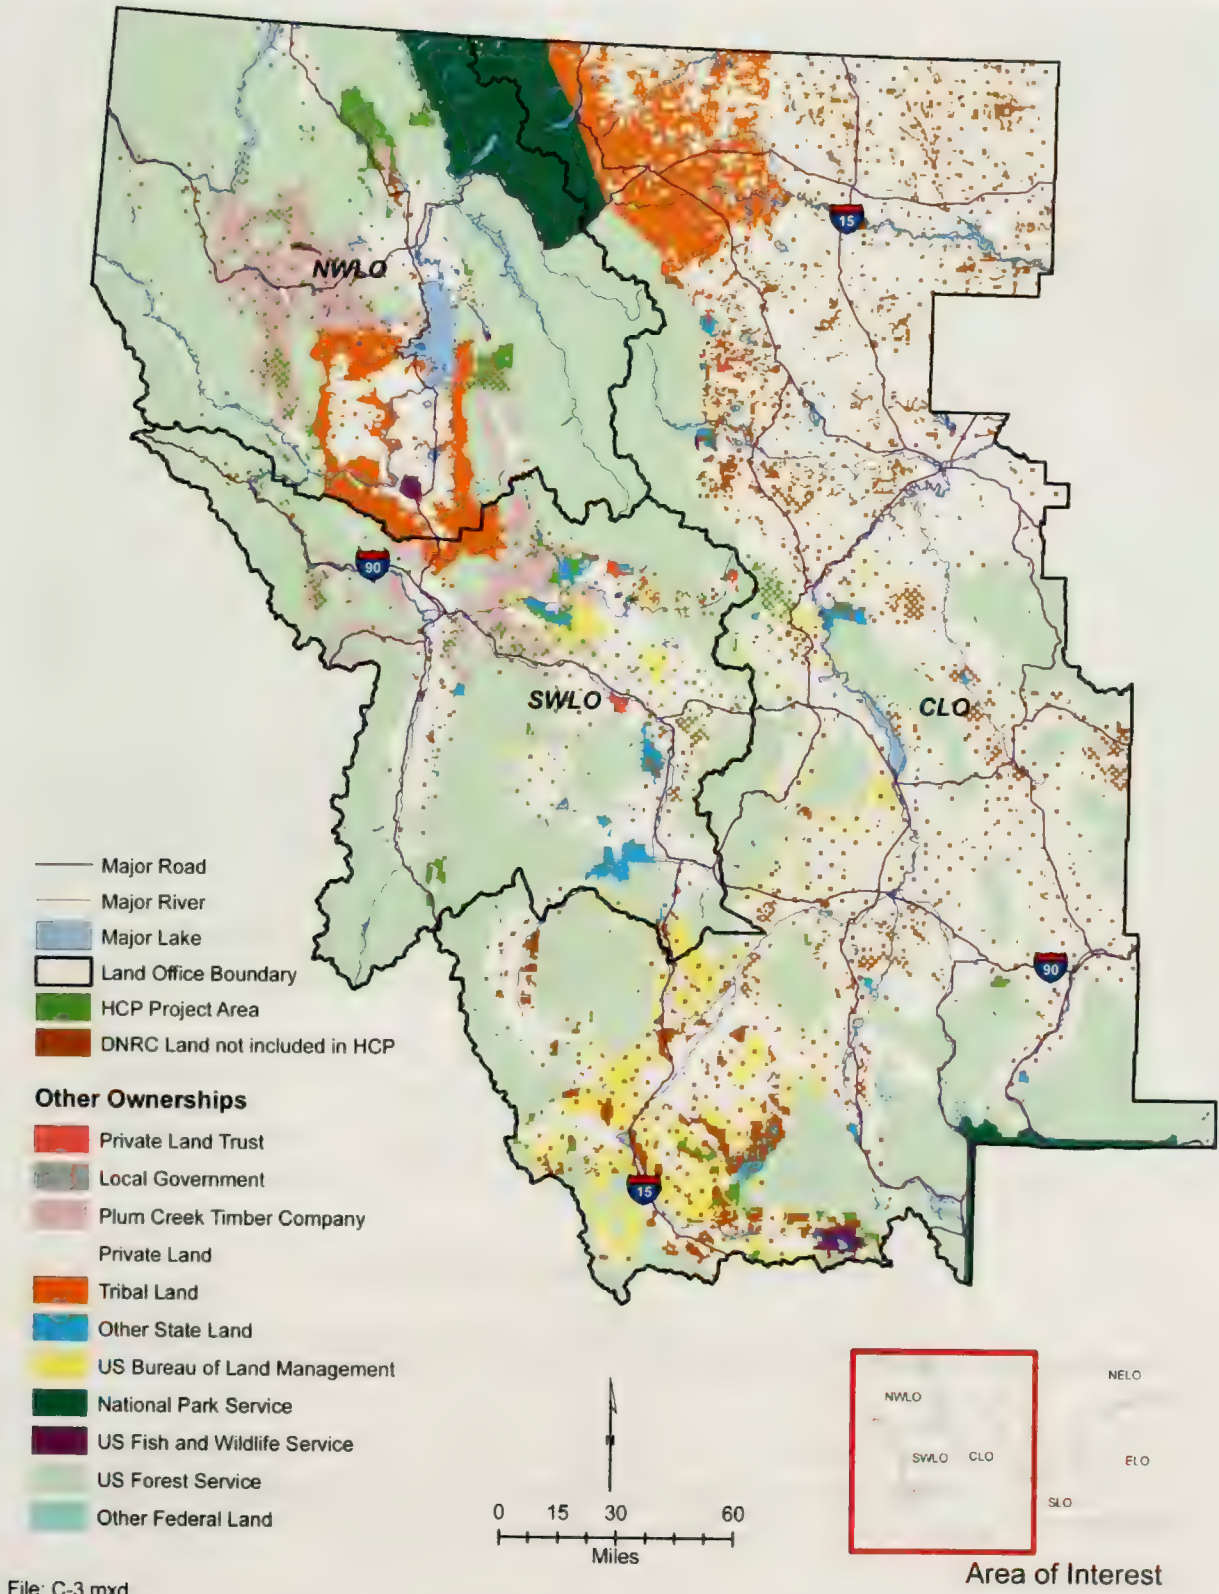 15
NWLO
90
SWLO
CLO
90
15
Major Road
Major River
Major Lake
Land Office Boundary
HCP Project Area
DNRC Land not included in HCP
Other Ownerships
Private Land Trust
Local Government
Plum Creek Timber Company
Private Land
Tribal Land
Other State Land
US Bureau of Land Management
National Park Service
US Fish and Wildlife Service
US Forest Service
Other Federal Land
N
0 15 30 60
Miles
NELO
NWLO
SWLO CLO
ELO
SLO
Area of Interest
File: C-3.mxd